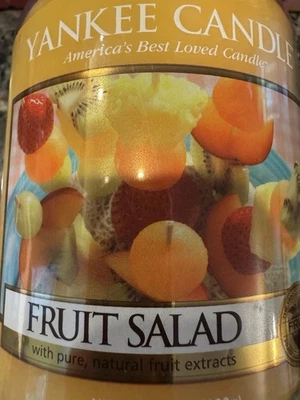 YANKEE CANDLE
America's Best Loved Candle
FRUIT SALAD
with pure, natural fruit extracts